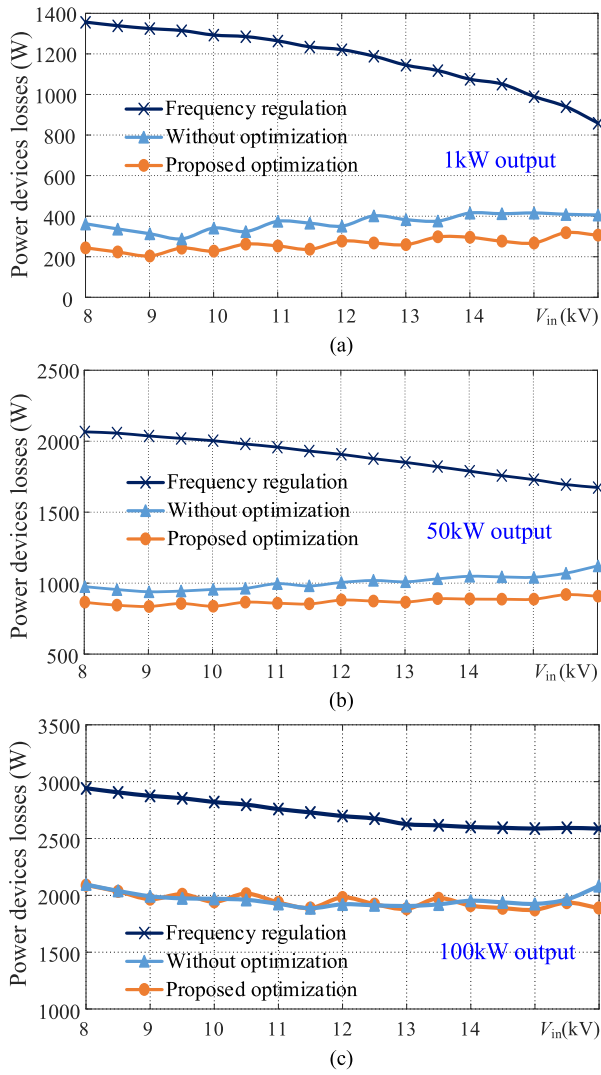 Power devices losses (W)
1400
1200
1000
800
600
400
200
0
Frequency regulation
Without optimization
Proposed optimization
1kW output
8 9 10 11 12 13 14 Vin (kV)
(a)
Power devices losses (W)
2500
2000
1500
1000
500
Frequency regulation
Without optimization
Proposed optimization
50kW output
8 9 10 11 12 13 14 Vin (kV)
(b)
Power devices losses (W)
3500
3000
2500
2000
1500
1000
Frequency regulation
Without optimization
Proposed optimization
100kW output
8 9 10 11 12 13 14 Vin(kV)
(c)